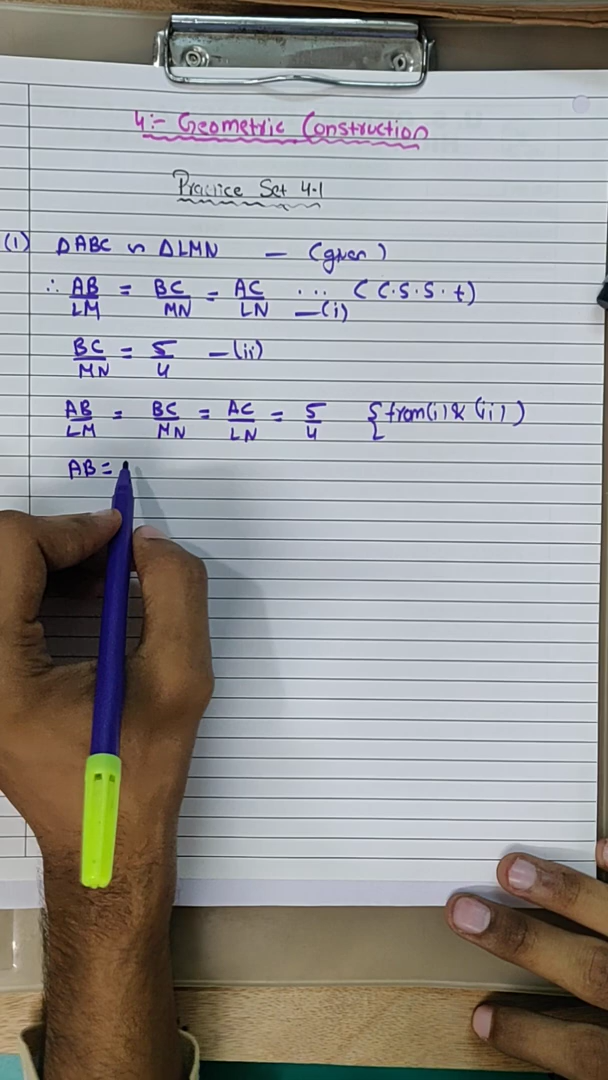 4:- Geometric Construction
Practice Set 4.1
(1) ΔABC ~ ΔLMN — (given)
∴ AB/LM = BC/MN = AC/LN ... (C.S.S.t) —(i)
BC/MN = 5/4 —(ii)
AB/LM = BC/MN = AC/LN = 5/4 {from(i) & (ii)
AB =